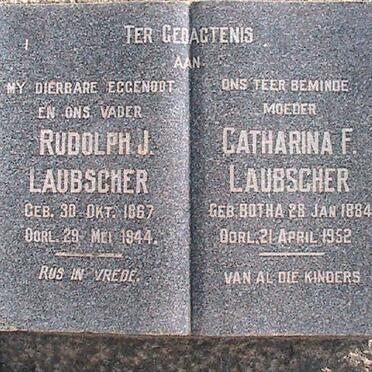 TER GEDAGTENIS
AAN
MY DIERBARE EGGENOOT
EN ONS VADER
RUDOLPH J.
LAUBSCHER
GEB. 30 OKT. 1867
OORL. 29 MEI 1944.
RUS IN VREDE.
ONS TEER BEMINDE
MOEDER
CATHARINA F.
LAUBSCHER
GEB. BOTHA 28 JAN 1884
OORL. 21 APRIL 1952
VAN AL DIE KINDERS